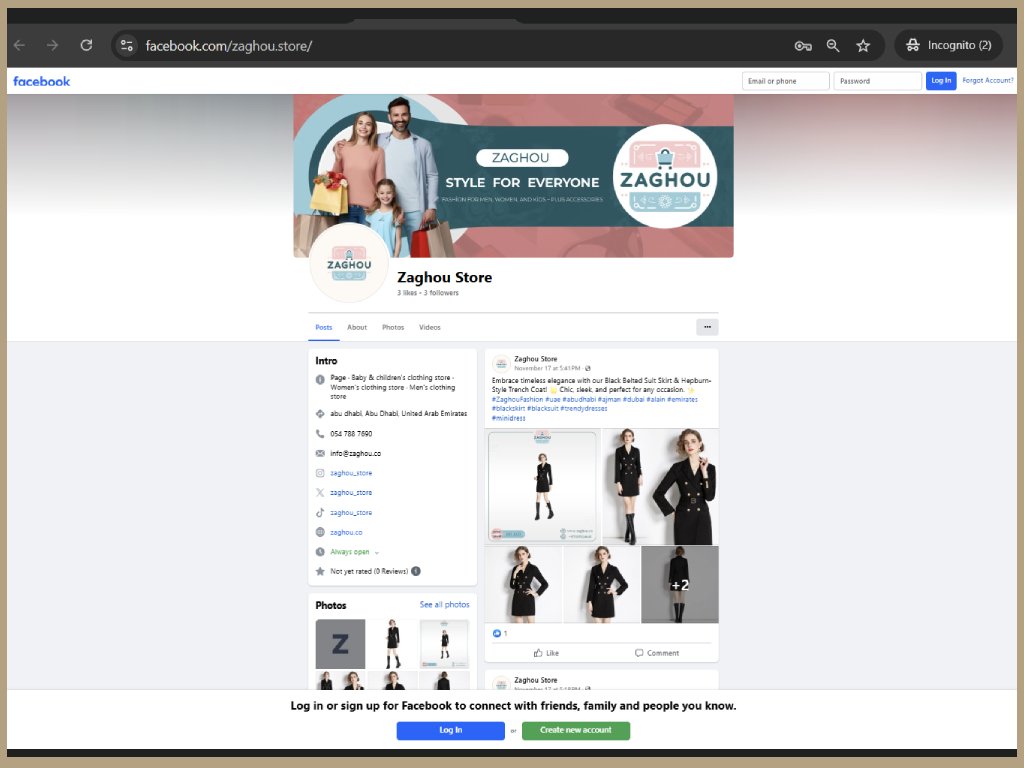 facebook.com/zaghou.store/
Incognito (2)
facebook
Email or phone
Password
Log In
Forgot Account?
ZAGHOU
STYLE FOR EVERYONE
FASHION FOR MEN, WOMEN, AND KIDS – PLUS ACCESSORIES
ZAGHOU
ZAGHOU
Zaghou Store
3 likes • 3 followers
Posts
About
Photos
Videos
Intro
Page · Baby & children's clothing store ·
Women's clothing store · Men's clothing
store
abu dhabi, Abu Dhabi, United Arab Emirates
054 788 7690
info@zaghou.co
zaghou_store
zaghou_store
zaghou_store
zaghou.co
Always open
Not yet rated (0 Reviews)
Photos
See all photos
Z
Zaghou Store
November 17 at 5:41 PM ·
Embrace timeless elegance with our Black Belted Suit Skirt & Hepburn-
Style Trench Coat! 🌟 Chic, sleek, and perfect for any occasion. ✨
#ZaghouFashion #uae #abudhabi #ajman #dubai #alain #emirates
#blackskirt #blacksuit #trendydresses
#minidress
ZAGHOU
+2
1
Like
Comment
Zaghou Store
November 17 at 5:18 PM ·
Log in or sign up for Facebook to connect with friends, family and people you know.
Log In
or
Create new account